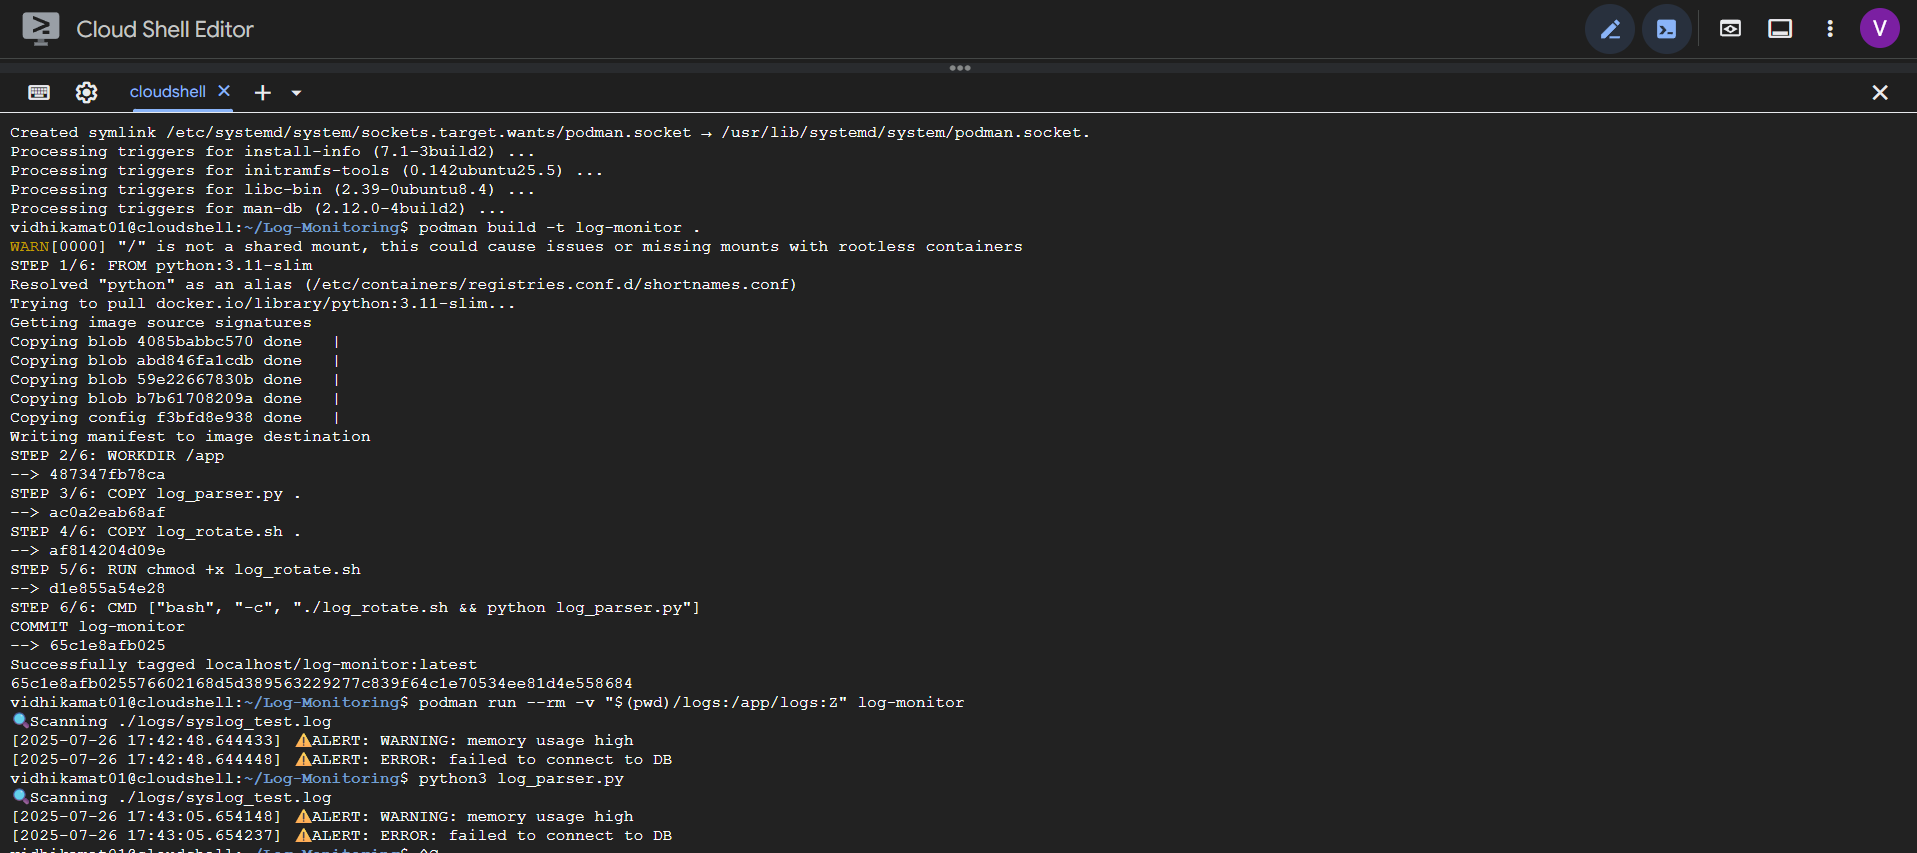 Cloud Shell Editor
V
cloudshell
Created symlink /etc/systemd/system/sockets.target.wants/podman.socket → /usr/lib/systemd/system/podman.socket.
Processing triggers for install-info (7.1-3build2) ...
Processing triggers for initramfs-tools (0.142ubuntu25.5) ...
Processing triggers for libc-bin (2.39-0ubuntu8.4) ...
Processing triggers for man-db (2.12.0-4build2) ...
vidhikamat01@cloudshell:~/Log-Monitoring$ podman build -t log-monitor .
WARN[0000] "/" is not a shared mount, this could cause issues or missing mounts with rootless containers
STEP 1/6: FROM python:3.11-slim
Resolved "python" as an alias (/etc/containers/registries.conf.d/shortnames.conf)
Trying to pull docker.io/library/python:3.11-slim...
Getting image source signatures
Copying blob 4085babbc570 done   |
Copying blob abd846fa1cdb done   |
Copying blob 59e22667830b done   |
Copying blob b7b61708209a done   |
Copying config f3bfd8e938 done   |
Writing manifest to image destination
STEP 2/6: WORKDIR /app
--> 487347fb78ca
STEP 3/6: COPY log_parser.py .
--> ac0a2eab68af
STEP 4/6: COPY log_rotate.sh .
--> af814204d09e
STEP 5/6: RUN chmod +x log_rotate.sh
--> d1e855a54e28
STEP 6/6: CMD ["bash", "-c", "./log_rotate.sh && python log_parser.py"]
COMMIT log-monitor
--> 65c1e8afb025
Successfully tagged localhost/log-monitor:latest
65c1e8afb025576602168d5d389563229277c839f64c1e70534ee81d4e558684
vidhikamat01@cloudshell:~/Log-Monitoring$ podman run --rm -v "$(pwd)/logs:/app/logs:Z" log-monitor
🔍Scanning ./logs/syslog_test.log
[2025-07-26 17:42:48.644433] ⚠️ALERT: WARNING: memory usage high
[2025-07-26 17:42:48.644448] ⚠️ALERT: ERROR: failed to connect to DB
vidhikamat01@cloudshell:~/Log-Monitoring$ python3 log_parser.py
🔍Scanning ./logs/syslog_test.log
[2025-07-26 17:43:05.654148] ⚠️ALERT: WARNING: memory usage high
[2025-07-26 17:43:05.654237] ⚠️ALERT: ERROR: failed to connect to DB
vidhikamat01@cloudshell:~/Log-Monitoring$ ^C